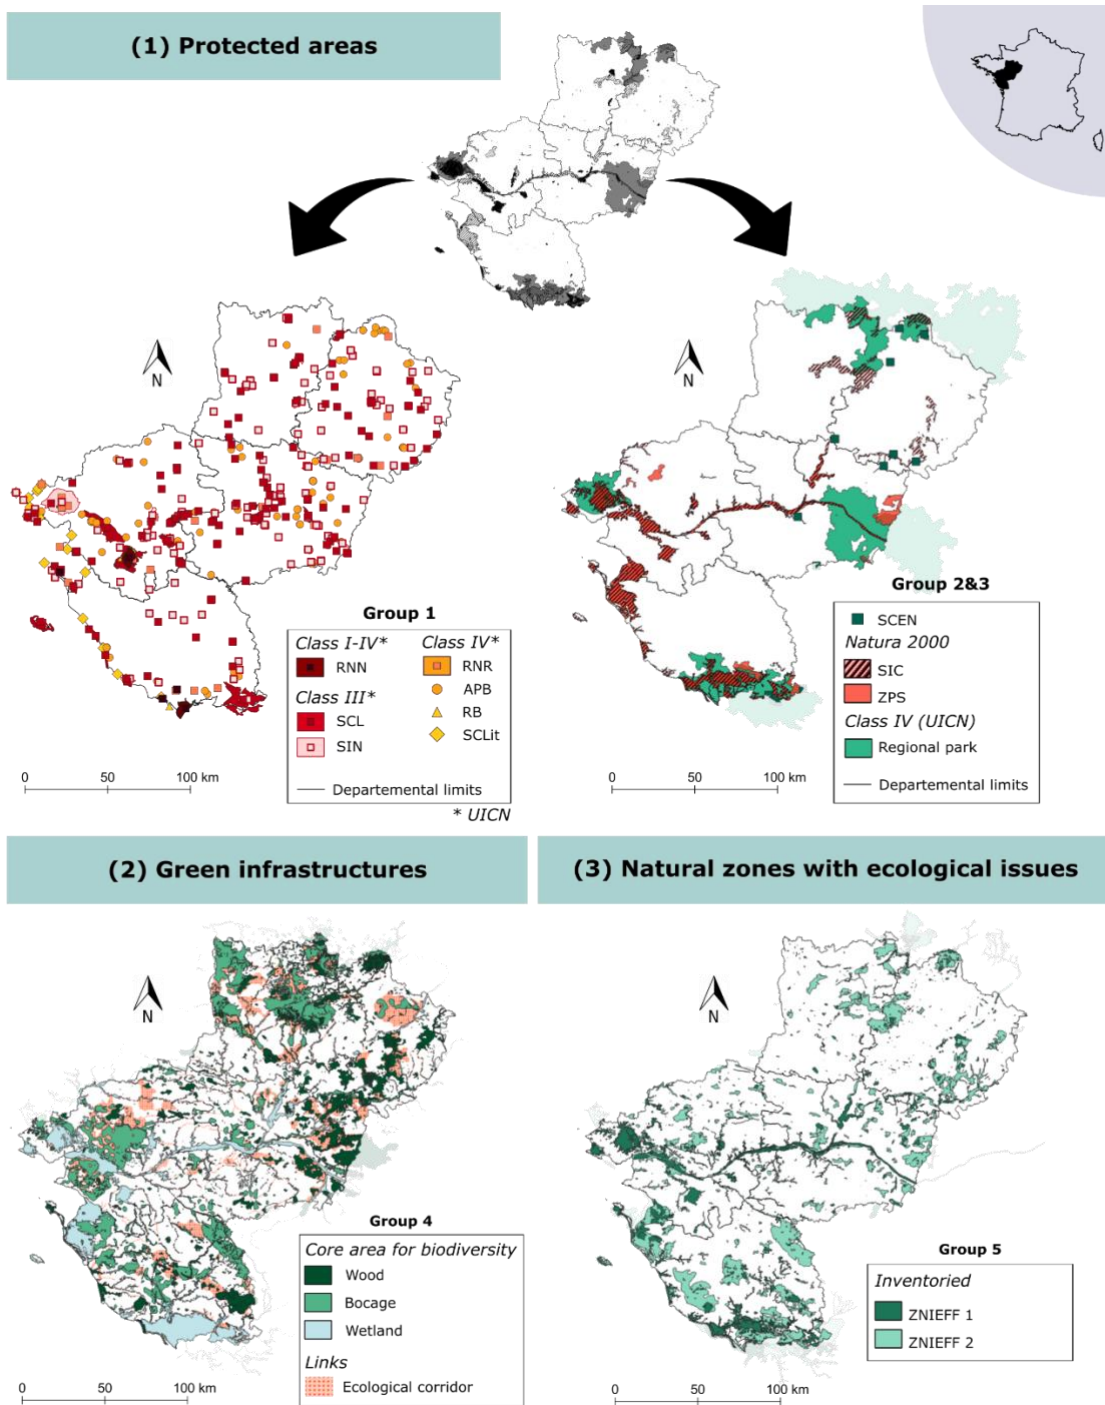 (1) Protected areas
N
Group 1
Class I-IV*
RNN
Class III*
SCL
SIN
Class IV*
RNR
APB
RB
SCLit
Departemental limits
* UICN
0 50 100 km
N
Group 2&3
SCEN
Natura 2000
SIC
ZPS
Class IV (UICN)
Regional park
Departemental limits
0 50 100 km
(2) Green infrastructures
N
Group 4
Core area for biodiversity
Wood
Bocage
Wetland
Links
Ecological corridor
0 50 100 km
(3) Natural zones with ecological issues
N
Group 5
Inventoried
ZNIEFF 1
ZNIEFF 2
0 50 100 km